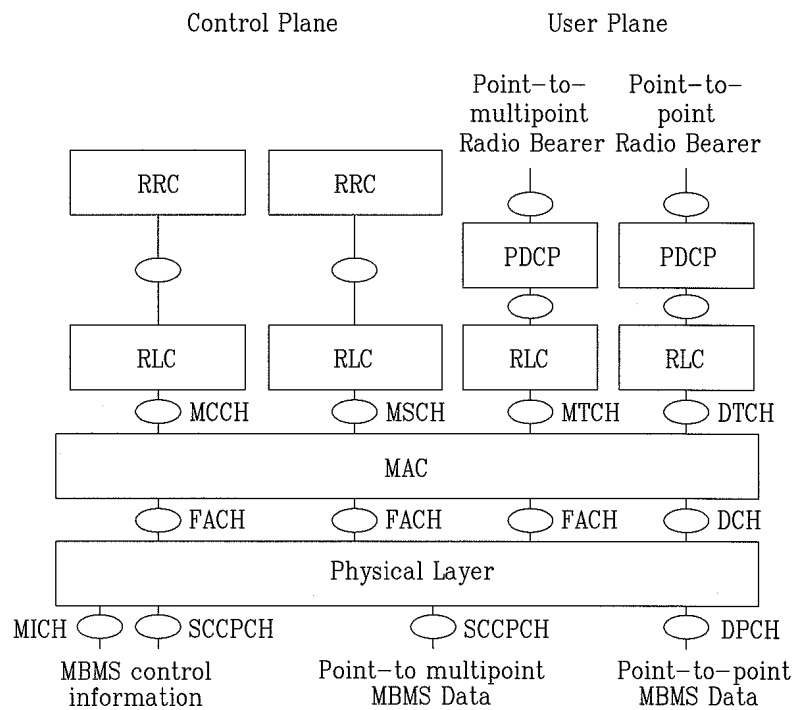 Control Plane
User Plane
Point-to-
multipoint
Radio Bearer
Point-to-
point
Radio Bearer
RRC
RRC
PDCP
PDCP
RLC
RLC
RLC
RLC
MCCH
MSCH
MTCH
DTCH
MAC
FACH
FACH
FACH
DCH
Physical Layer
MICH
SCCPCH
SCCPCH
DPCH
MBMS control
information
Point-to multipoint
MBMS Data
Point-to-point
MBMS Data